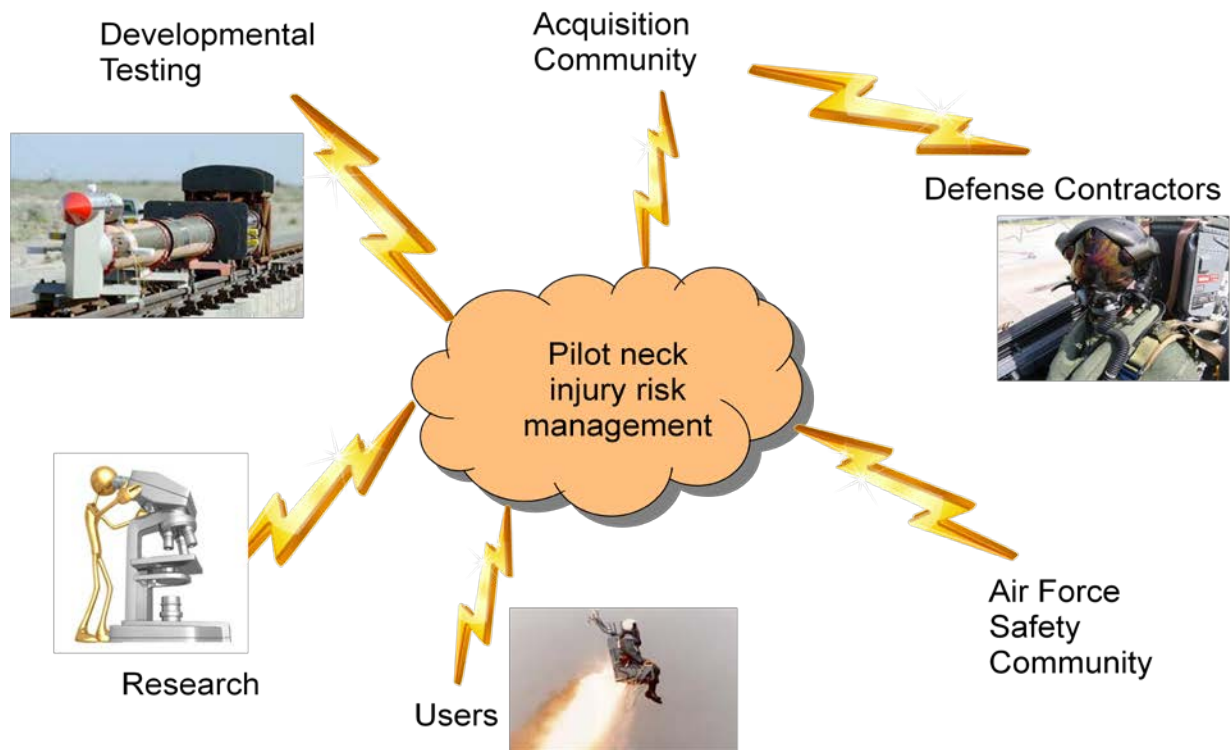 Developmental
Testing
Acquisition
Community
Defense Contractors
Pilot neck
injury risk
management
Research
Users
Air Force
Safety
Community